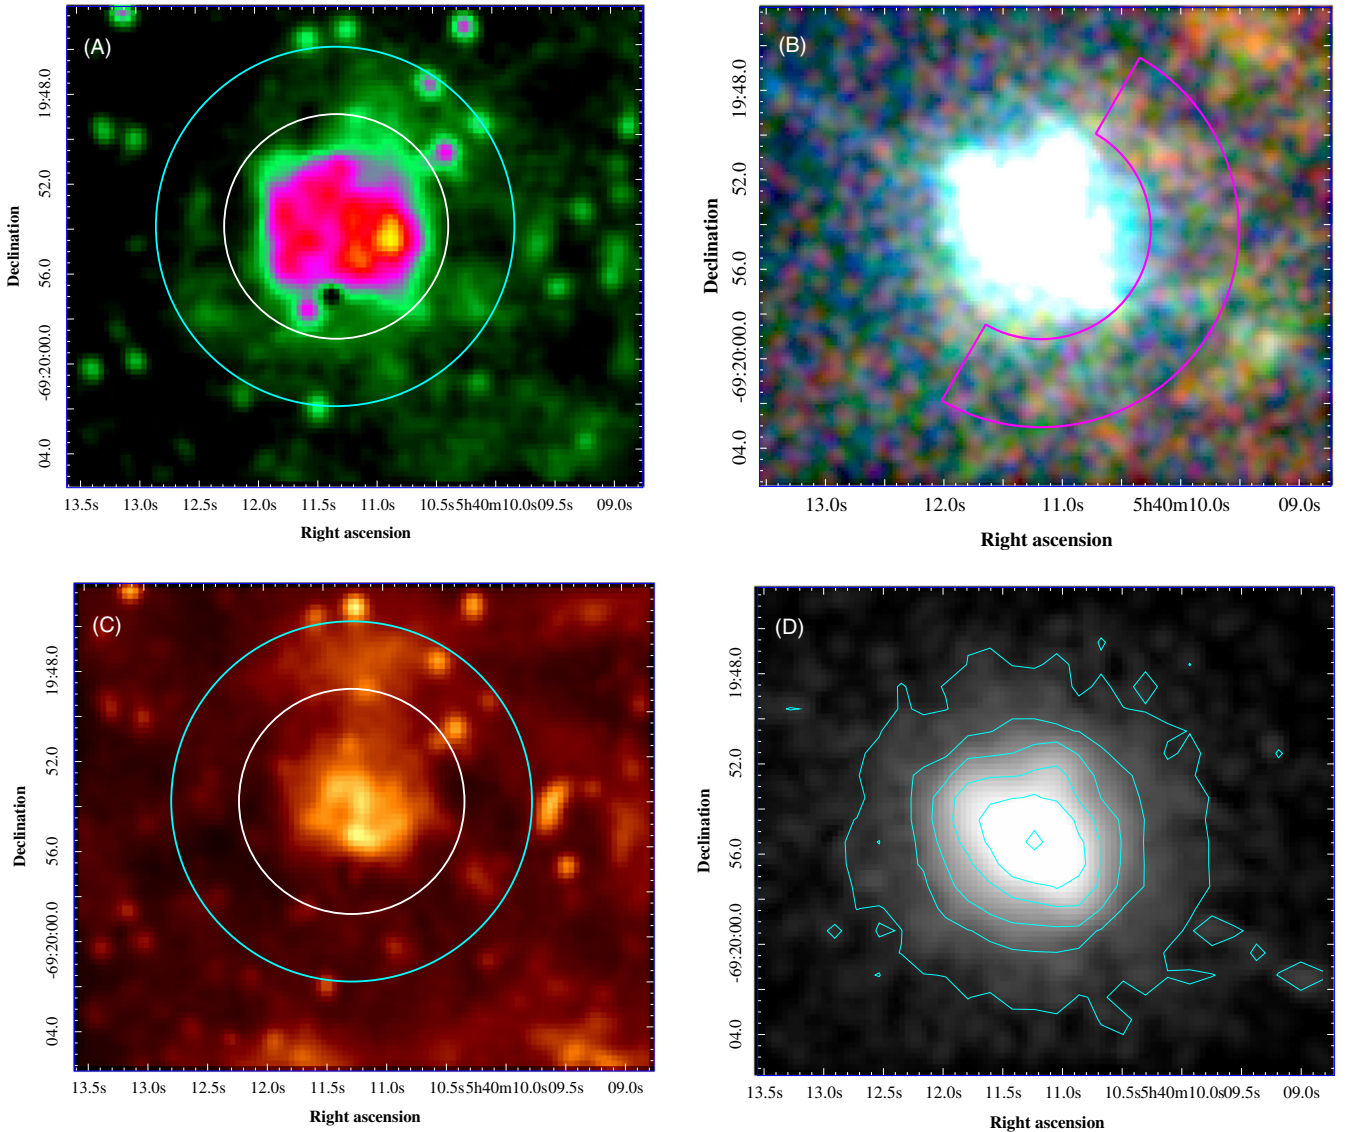 (A)
19:48.0
52.0
56.0
-69:20:00.0
04.0
Declination
13.5s 13.0s 12.5s 12.0s 11.5s 11.0s 10.5s5h40m10.0s09.5s 09.0s
Right ascension
(B)
19:48.0
52.0
56.0
-69:20:00.0
04.0
Declination
13.0s 12.0s 11.0s 5h40m10.0s 09.0s
Right ascension
(C)
19:48.0
52.0
56.0
-69:20:00.0
04.0
Declination
13.5s 13.0s 12.5s 12.0s 11.5s 11.0s 10.5s5h40m10.0s09.5s 09.0s
Right ascension
(D)
19:48.0
52.0
56.0
-69:20:00.0
04.0
Declination
13.5s 13.0s 12.5s 12.0s 11.5s 11.0s 10.5s5h40m10.0s09.5s 09.0s
Right ascension